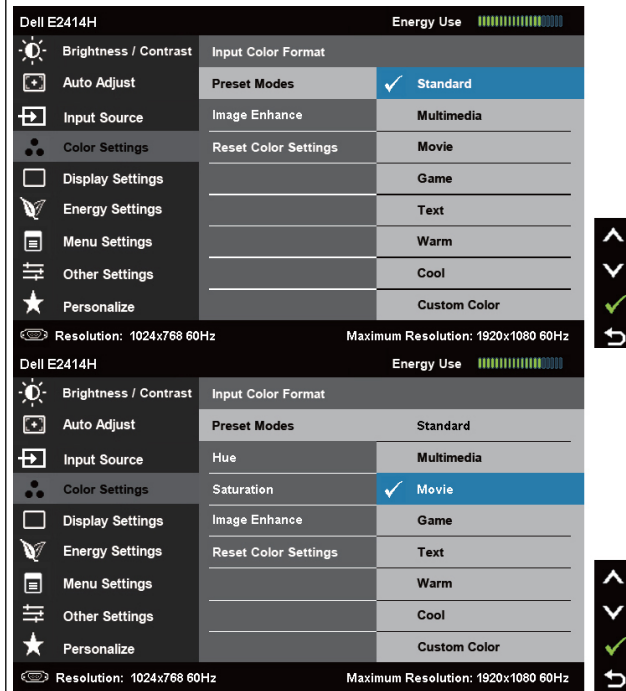 Dell E2414H Energy Use
Brightness / Contrast Input Color Format
Auto Adjust Preset Modes Standard
Input Source Image Enhance Multimedia
Color Settings Reset Color Settings Movie
Display Settings Game
Energy Settings Text
Menu Settings Warm
Other Settings Cool
Personalize Custom Color
Resolution: 1024x768 60Hz Maximum Resolution: 1920x1080 60Hz
Dell E2414H Energy Use
Brightness / Contrast Input Color Format
Auto Adjust Preset Modes Standard
Input Source Hue Multimedia
Color Settings Saturation Movie
Display Settings Image Enhance Game
Energy Settings Reset Color Settings Text
Menu Settings Warm
Other Settings Cool
Personalize Custom Color
Resolution: 1024x768 60Hz Maximum Resolution: 1920x1080 60Hz